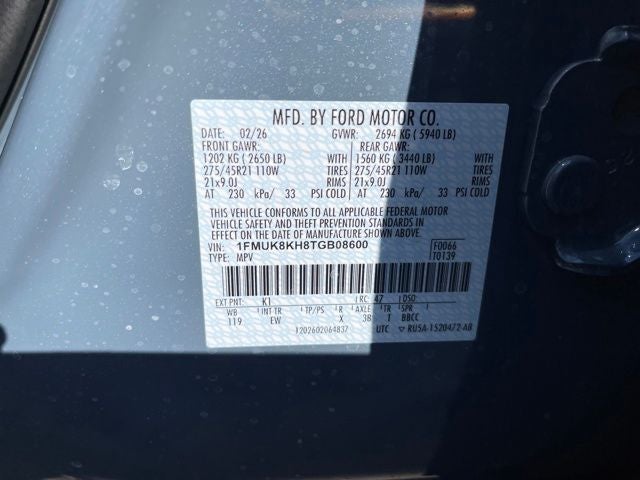 MFD. BY FORD MOTOR CO.
DATE: 02/26 GVWR: 2694 KG (5940 LB)
FRONT GAWR: REAR GAWR:
1202 KG (2650 LB) WITH 1560 KG (3440 LB) WITH
275/45R21 110W TIRES 275/45R21 110W TIRES
21x9.0J RIMS 21x9.0J RIMS
AT 230 kPa/ 33 PSI COLD AT 230 kPa/ 33 PSI COLD
THIS VEHICLE CONFORMS TO ALL APPLICABLE FEDERAL MOTOR
VEHICLE SAFETY AND THEFT PREVENTION STANDARDS IN
EFFECT ON THE DATE OF MANUFACTURE SHOWN ABOVE.
VIN: 1FMUK8KH8TGB08600 F0066
TYPE: MPV T0139
EXT PNT: K1 RC: 47 DSO:
WB INT TR TP/PS R AXLE TR
119 EW X 38 T BBCC
1202602064837 UTC ▽ RU5A-1520472-AB